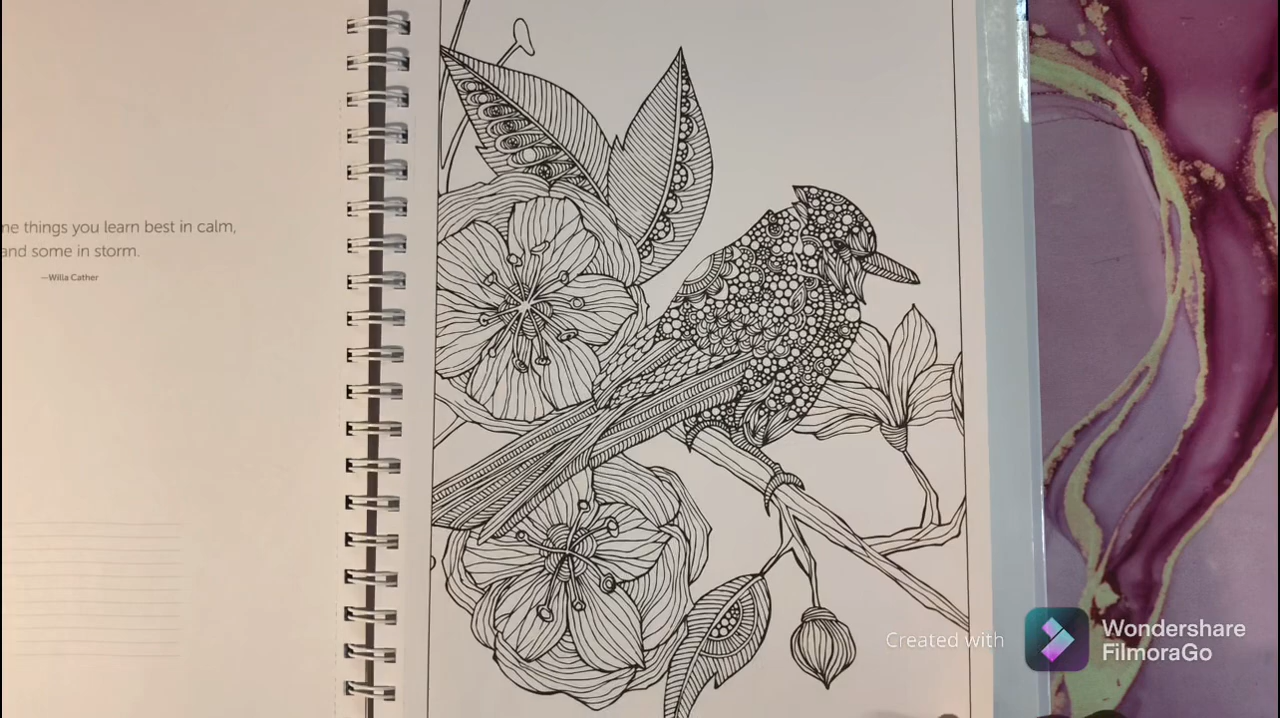 ne things you learn best in calm,
and some in storm.
—Willa Cather
Created with
Wondershare
FilmoraGo